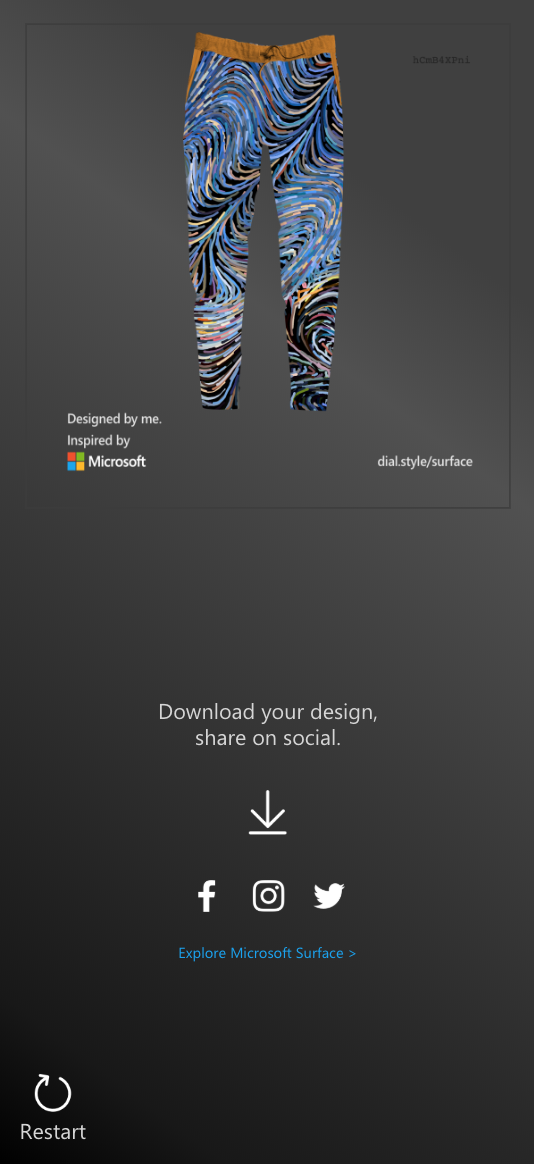 hCmB4XPni
Designed by me.
Inspired by
Microsoft
dial.style/surface
Download your design,
share on social.
Explore Microsoft Surface >
Restart